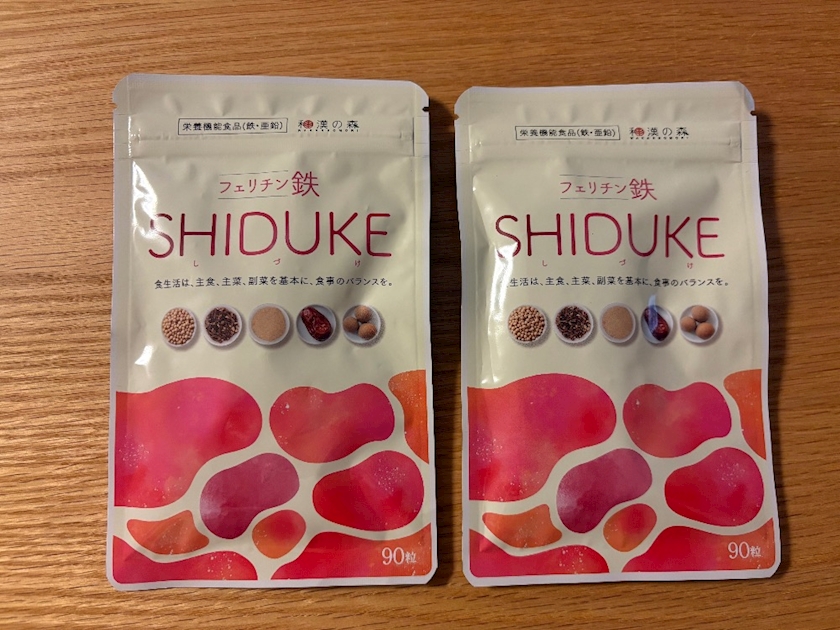 栄養機能食品(鉄・亜鉛)
和漢の森
WAKANNOMORI
フェリチン鉄
SHIDUKE
しづけ
食生活は、主食、主菜、副菜を基本に、食事のバランスを。
90粒
栄養機能食品(鉄・亜鉛)
和漢の森
WAKANNOMORI
フェリチン鉄
SHIDUKE
しづけ
食生活は、主食、主菜、副菜を基本に、食事のバランスを。
90粒